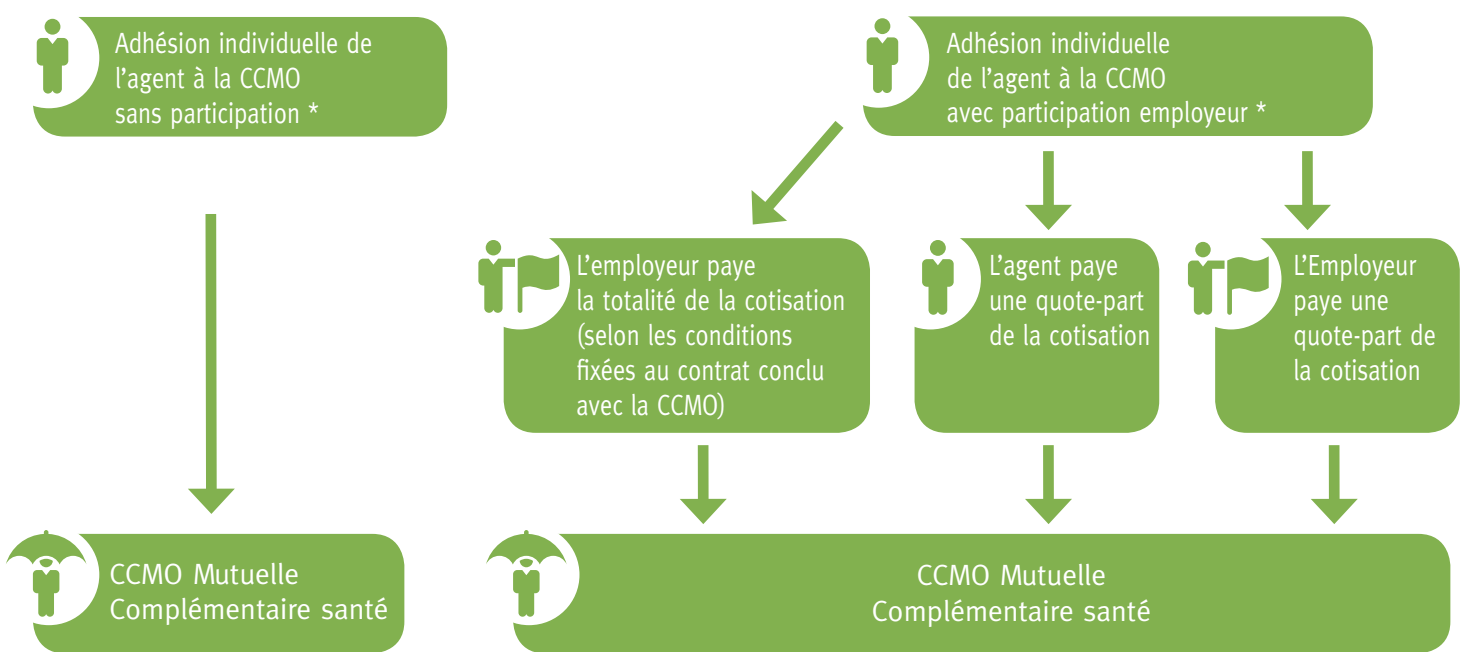 Adhésion individuelle de
l’agent à la CCMO
sans participation *
Adhésion individuelle
de l’agent à la CCMO
avec participation employeur *
L’employeur paye
la totalité de la cotisation
(selon les conditions
fixées au contrat conclu
avec la CCMO)
L’agent paye
une quote-part
de la cotisation
L’Employeur
paye une
quote-part de
la cotisation
CCMO Mutuelle
Complémentaire santé
CCMO Mutuelle
Complémentaire santé